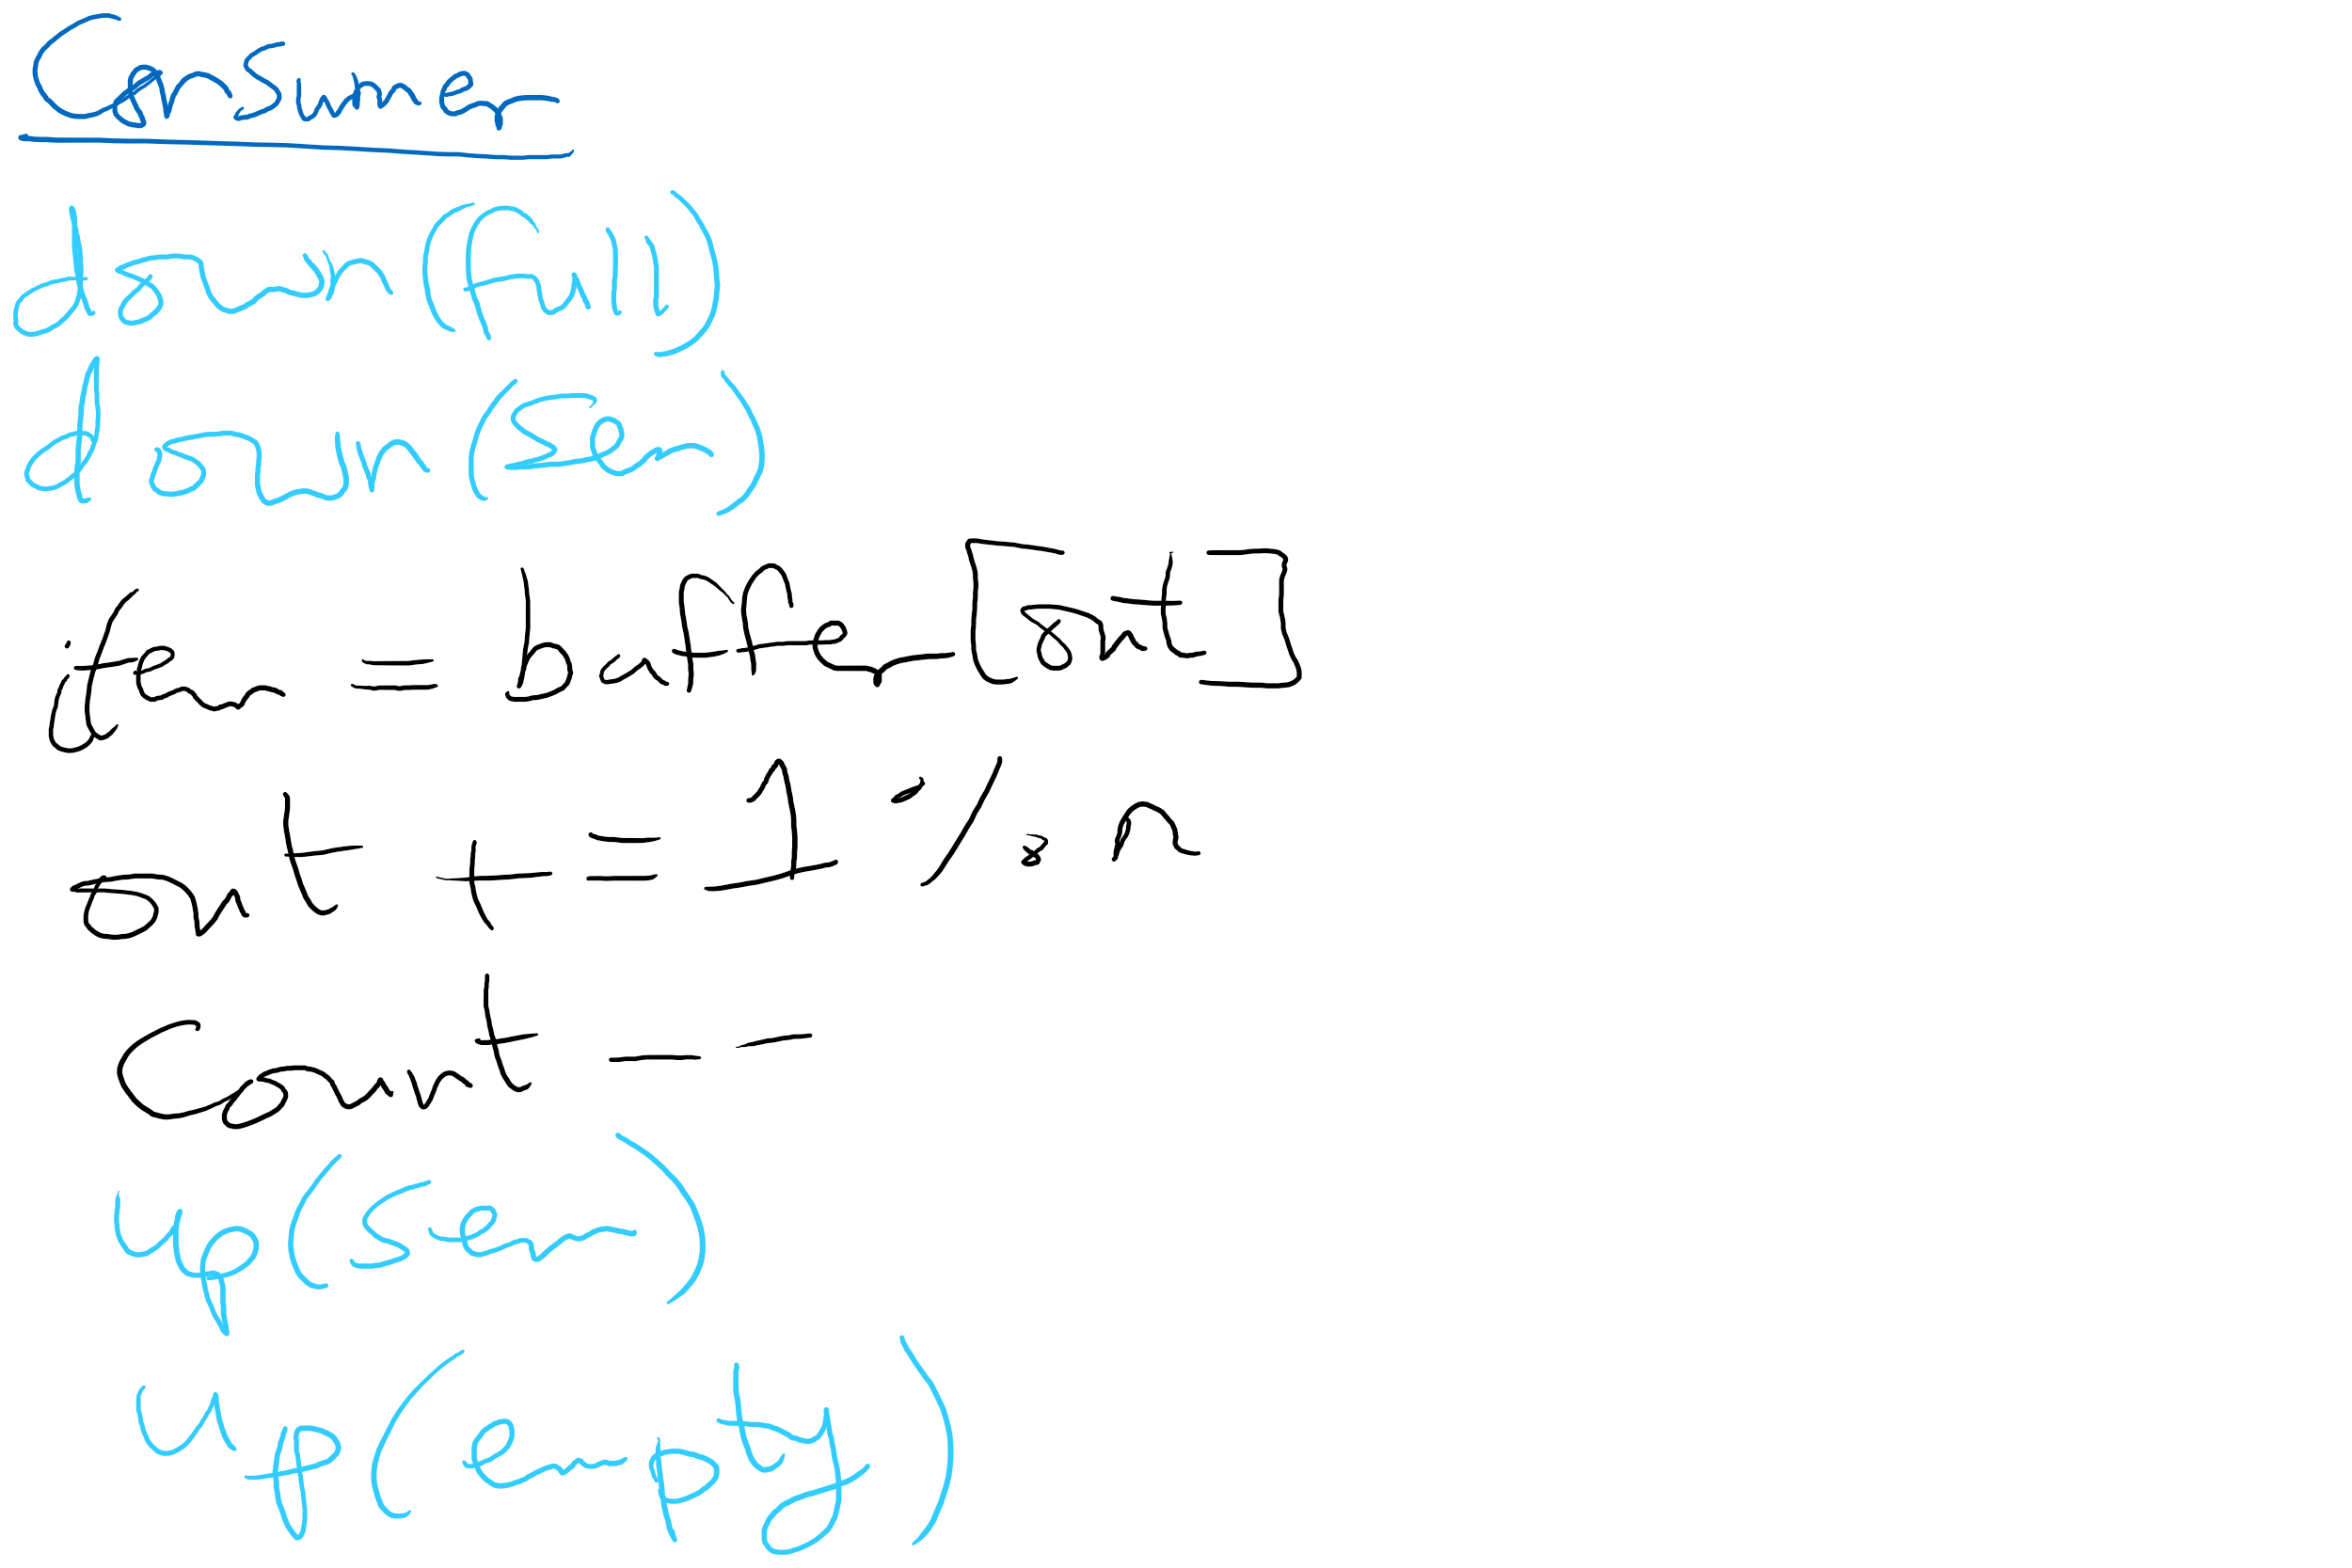 Consumer
down(full)
down(sem)
item = buffer[out]
out += 1 % n
Count --
up(sem)
up(empty)